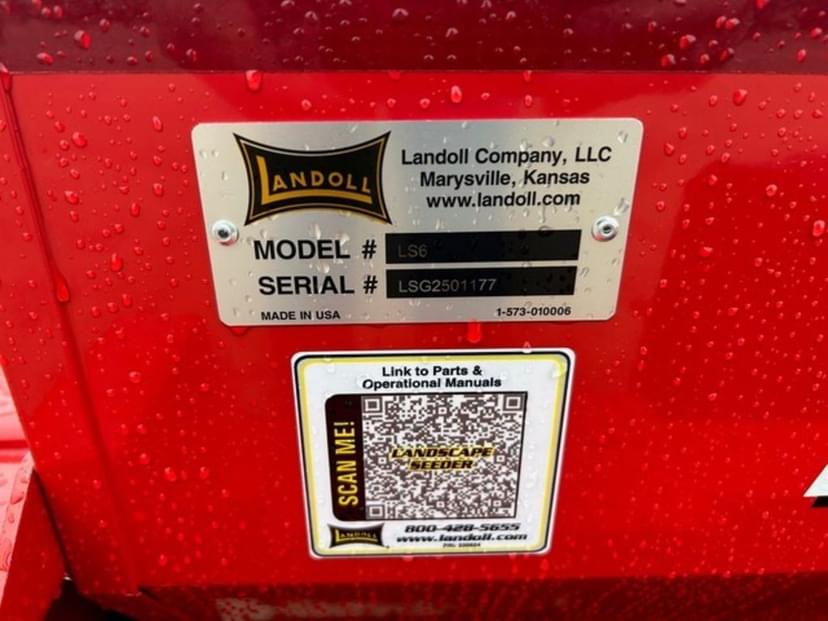 LANDOLL
Landoll Company, LLC
Marysville, Kansas
www.landoll.com
MODEL # LS6
SERIAL # LSG2501177
MADE IN USA 1-573-010006
Link to Parts &
Operational Manuals
SCAN ME!
LANDSCAPE
SEEDER
LANDOLL
800-428-5655
www.landoll.com